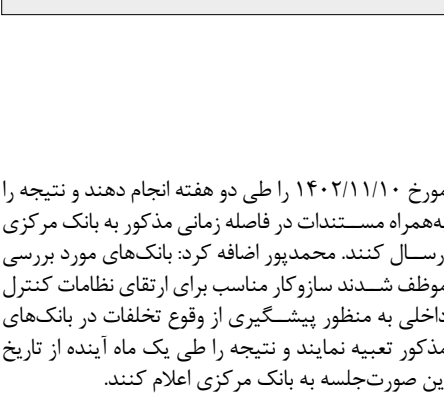 مورخ ۱۴۰۲/۱۱/۱۰ را طی دو هفته انجام دهند و نتیجه را
به‌همراه مستندات در فاصله زمانی مذکور به بانک مرکزی
ارسال کنند. محمدپور اضافه کرد: بانک‌های مورد بررسی
موظف شدند سازوکار مناسب برای ارتقای نظامات کنترل
داخلی به منظور پیشگیری از وقوع تخلفات در بانک‌های
مذکور تعبیه نمایند و نتیجه را طی یک ماه آینده از تاریخ
این صورت‌جلسه به بانک مرکزی اعلام کنند.